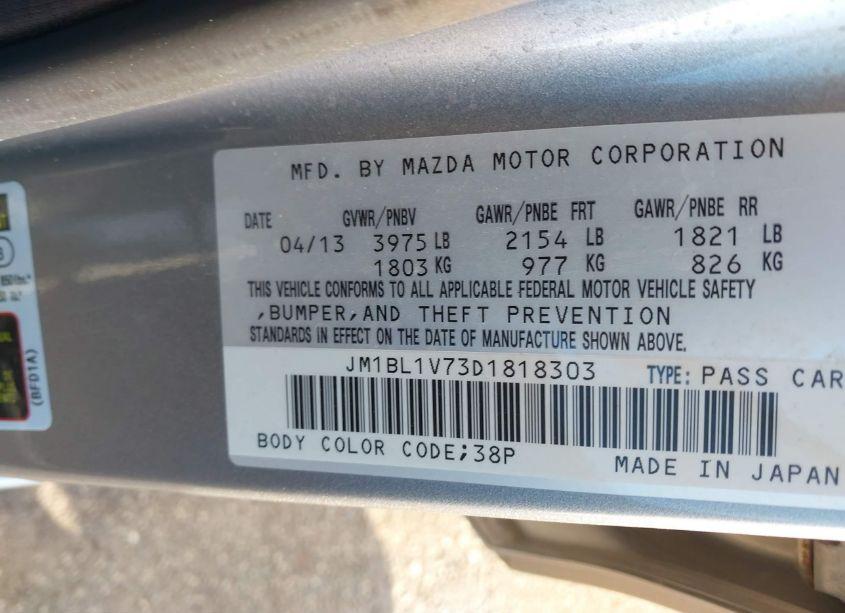 MFD. BY MAZDA MOTOR CORPORATION
DATE GVWR/PNBV GAWR/PNBE FRT GAWR/PNBE RR
04/13 3975 LB 2154 LB 1821 LB
1803 KG 977 KG 826 KG
THIS VEHICLE CONFORMS TO ALL APPLICABLE FEDERAL MOTOR VEHICLE SAFETY
,BUMPER,AND THEFT PREVENTION
STANDARDS IN EFFECT ON THE DATE OF MANUFACTURE SHOWN ABOVE.
JM1BL1V73D1818303 TYPE: PASS CAR
BODY COLOR CODE;38P
MADE IN JAPAN
(BFD1A)